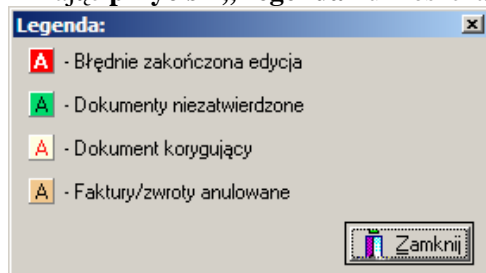 Legenda:
A - Błędnie zakończona edycja
A - Dokumenty niezatwierdzone
A - Dokument korygujący
A - Faktury/zwroty anulowane
Zamknij